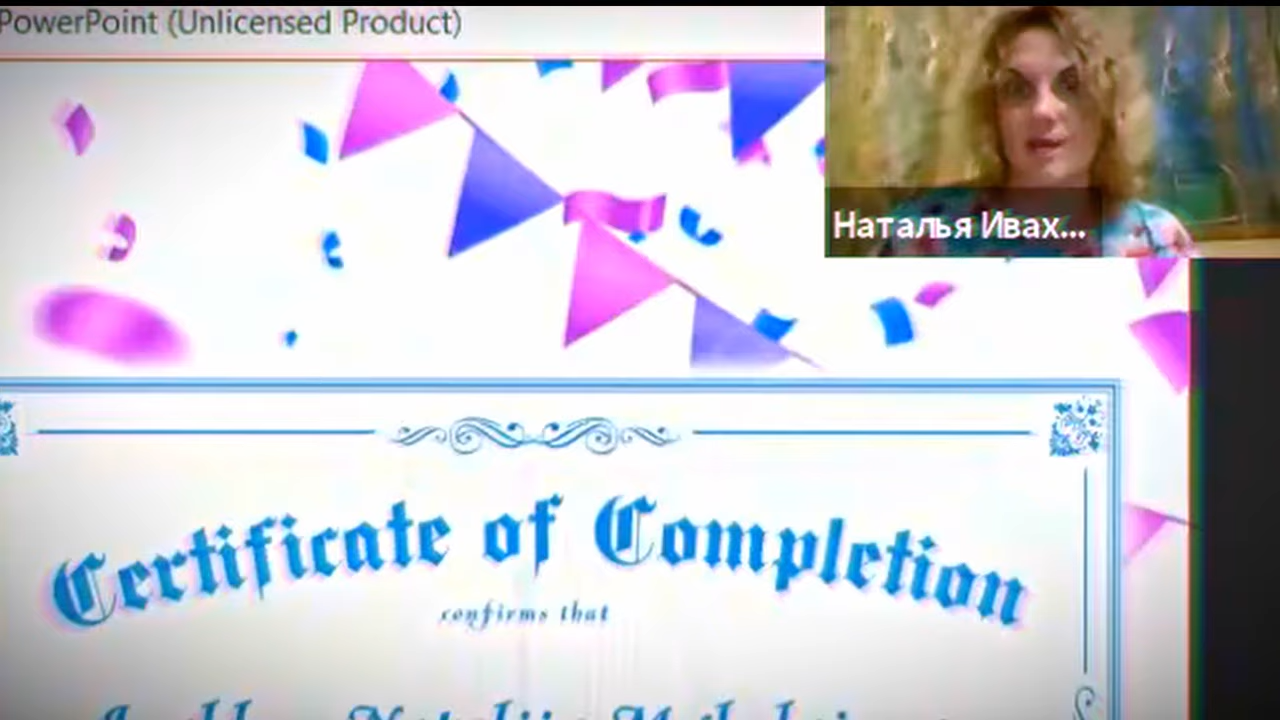 PowerPoint (Unlicensed Product)
Наталья Ивах...
Certificate of Completion
confirms that